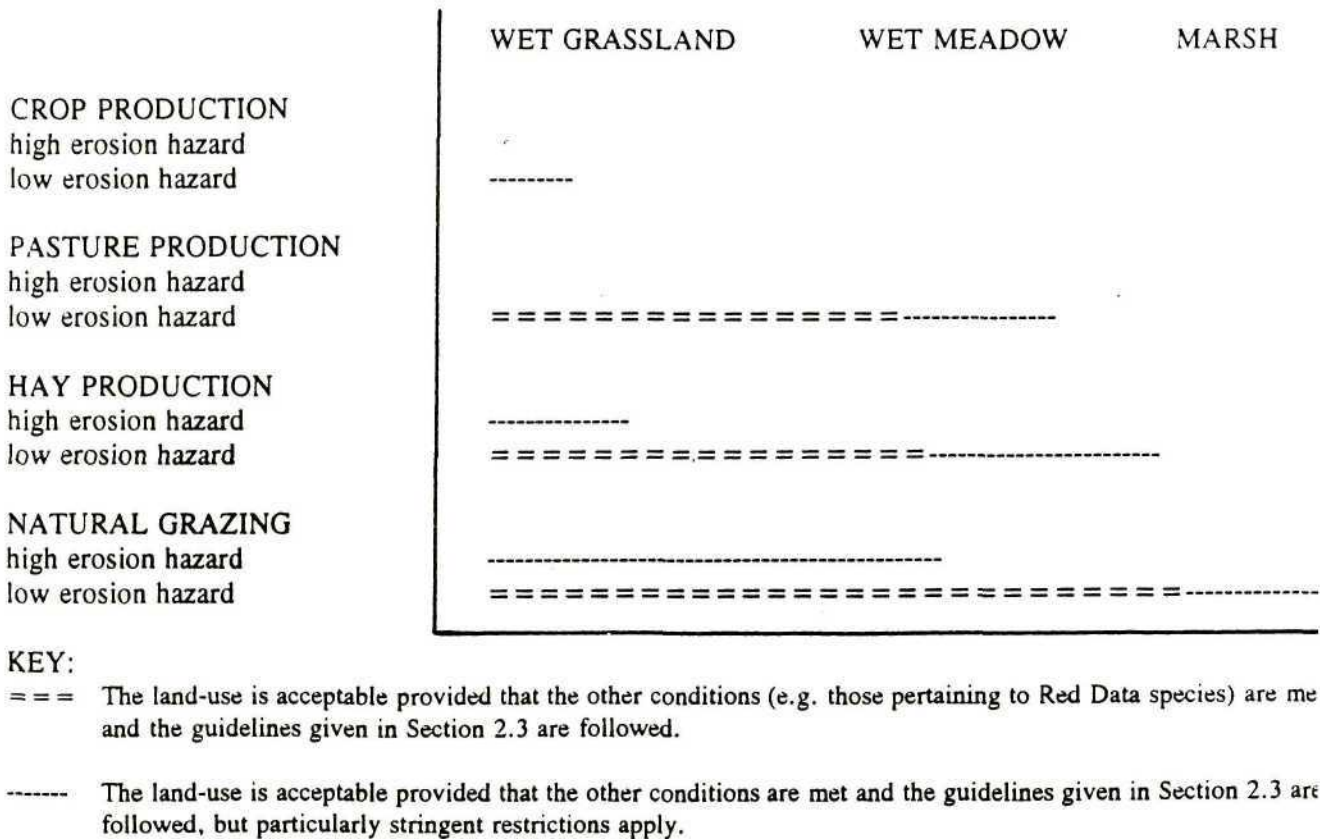 WET GRASSLAND WET MEADOW MARSH
CROP PRODUCTION
high erosion hazard
low erosion hazard ---------
PASTURE PRODUCTION
high erosion hazard
low erosion hazard ================----------------
HAY PRODUCTION
high erosion hazard ---------------
low erosion hazard =================-------------------------
NATURAL GRAZING
high erosion hazard -------------------------------------------------
low erosion hazard ===========================---------------
KEY:
=== The land-use is acceptable provided that the other conditions (e.g. those pertaining to Red Data species) are me
and the guidelines given in Section 2.3 are followed.
------- The land-use is acceptable provided that the other conditions are met and the guidelines given in Section 2.3 are
followed, but particularly stringent restrictions apply.